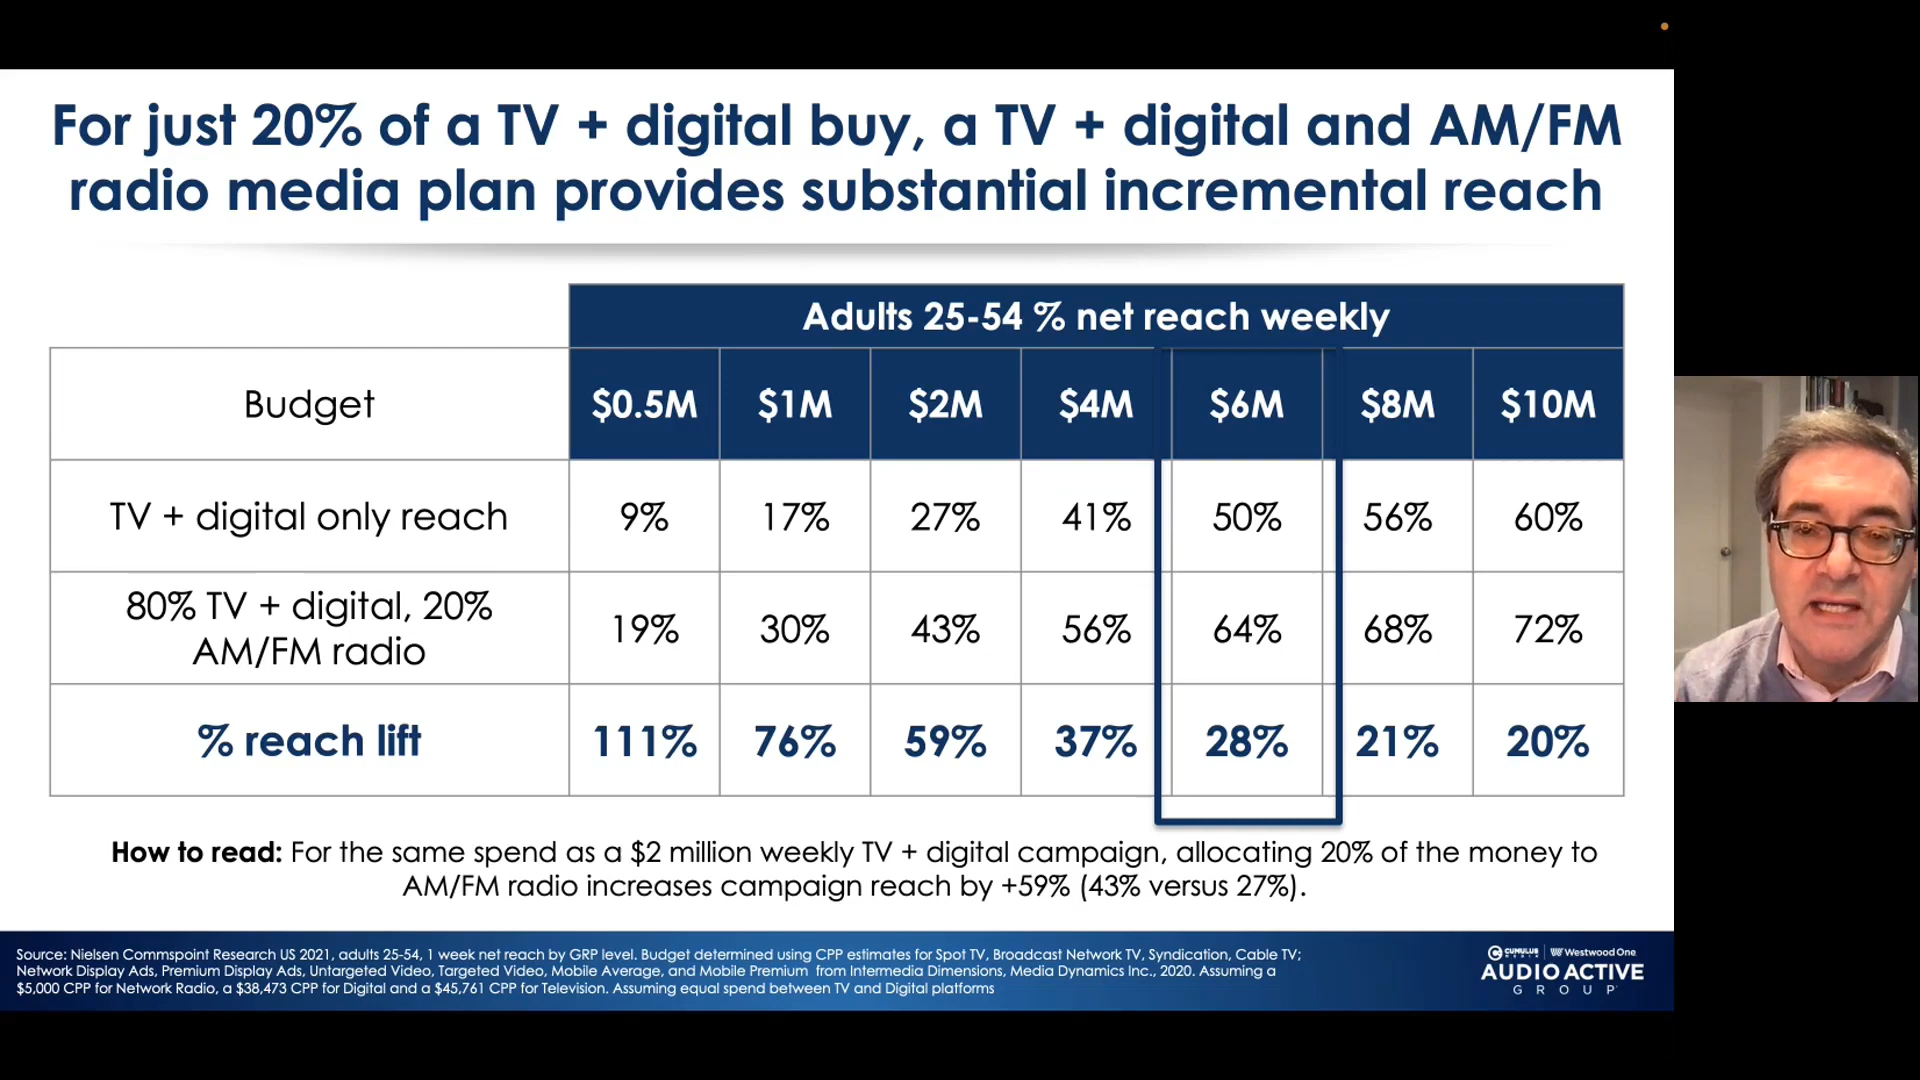 For just 20% of a TV + digital buy, a TV + digital and AM/FM
radio media plan provides substantial incremental reach
Adults 25-54 % net reach weekly
Budget $0.5M $1M $2M $4M $6M $8M $10M
TV + digital only reach 9% 17% 27% 41% 50% 56% 60%
80% TV + digital, 20%
AM/FM radio 19% 30% 43% 56% 64% 68% 72%
% reach lift 111% 76% 59% 37% 28% 21% 20%
How to read: For the same spend as a $2 million weekly TV + digital campaign, allocating 20% of the money to
AM/FM radio increases campaign reach by +59% (43% versus 27%).
Source: Nielsen Commspoint Research US 2021, adults 25-54, 1 week net reach by GRP level. Budget determined using CPP estimates for Spot TV, Broadcast Network TV, Syndication, Cable TV;
Network Display Ads, Premium Display Ads, Untargeted Video, Targeted Video, Mobile Average, and Mobile Premium from Intermedia Dimensions, Media Dynamics Inc., 2020. Assuming a
$5,000 CPP for Network Radio, a $38,473 CPP for Digital and a $45,761 CPP for Television. Assuming equal spend between TV and Digital platforms
CUMULUS MEDIA Westwood One
AUDIO ACTIVE
GROUP